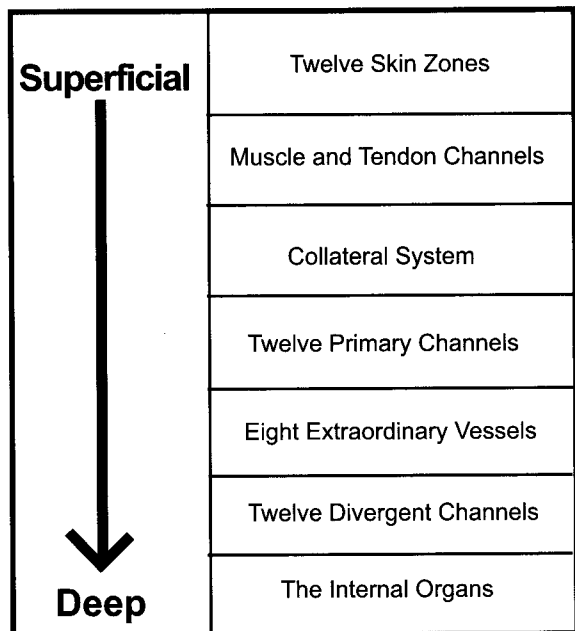 Superficial
Twelve Skin Zones
Muscle and Tendon Channels
Collateral System
Twelve Primary Channels
Eight Extraordinary Vessels
Twelve Divergent Channels
The Internal Organs
Deep